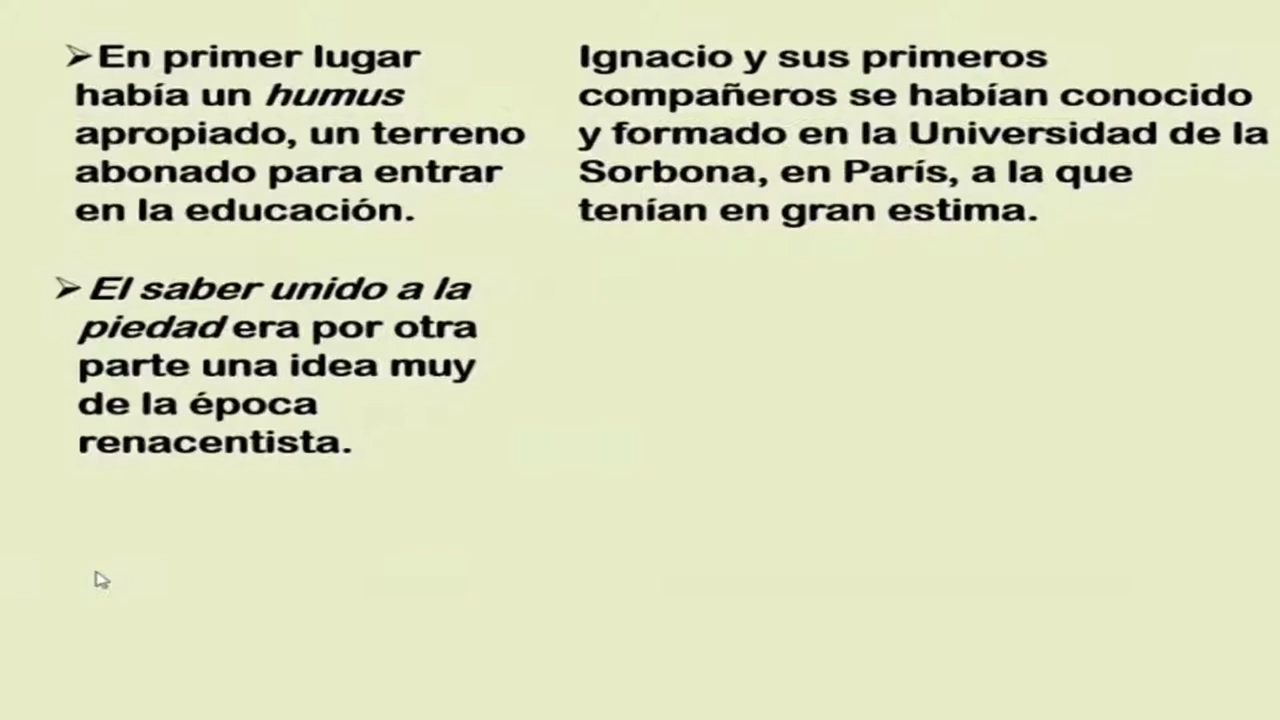 ➢En primer lugar
había un humus
apropiado, un terreno
abonado para entrar
en la educación.
Ignacio y sus primeros
compañeros se habían conocido
y formado en la Universidad de la
Sorbona, en París, a la que
tenían en gran estima.
➢El saber unido a la
piedad era por otra
parte una idea muy
de la época
renacentista.